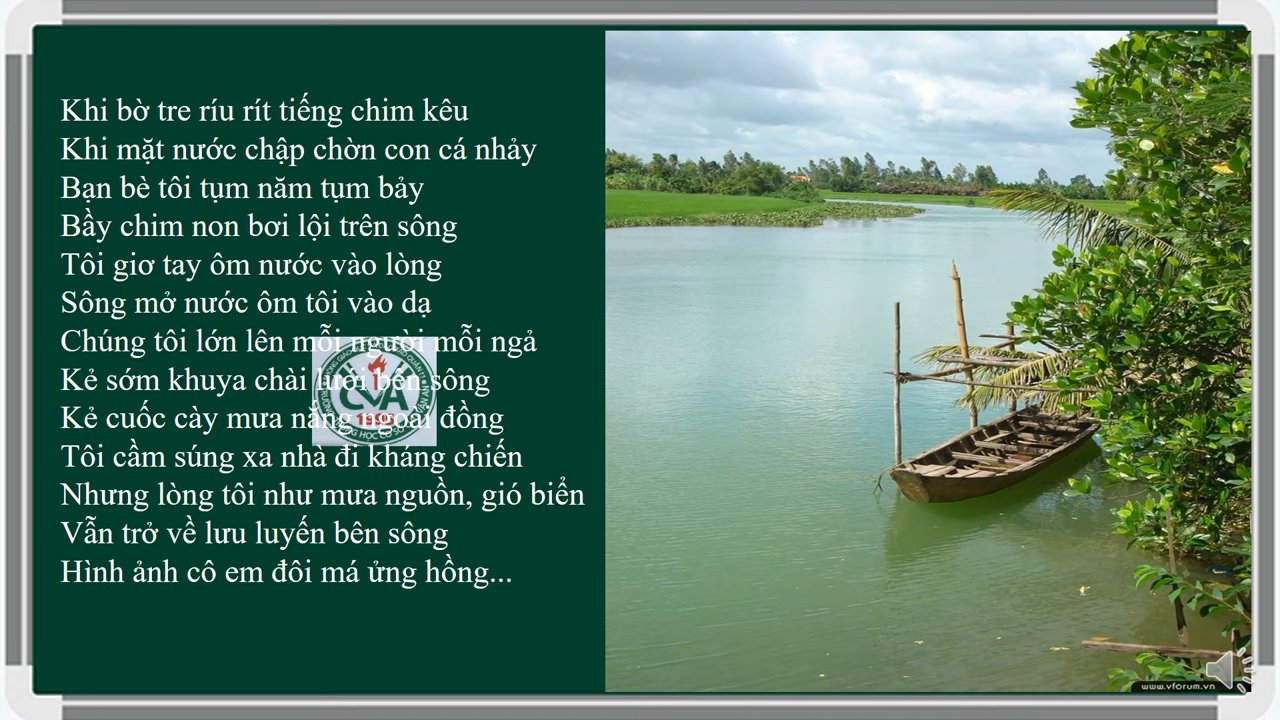 Khi bờ tre ríu rít tiếng chim kêu
Khi mặt nước chập chờn con cá nhảy
Bạn bè tôi tụm năm tụm bảy
Bầy chim non bơi lội trên sông
Tôi giơ tay ôm nước vào lòng
Sông mở nước ôm tôi vào dạ
Chúng tôi lớn lên mỗi người mỗi ngả
Kẻ sớm khuya chài lưới bên sông
Kẻ cuốc cày mưa nắng ngoài đồng
Tôi cầm súng xa nhà đi kháng chiến
Nhưng lòng tôi như mưa nguồn, gió biển
Vẫn trở về lưu luyến bên sông
Hình ảnh cô em đôi má ửng hồng...
CVA
www.vforum.vn